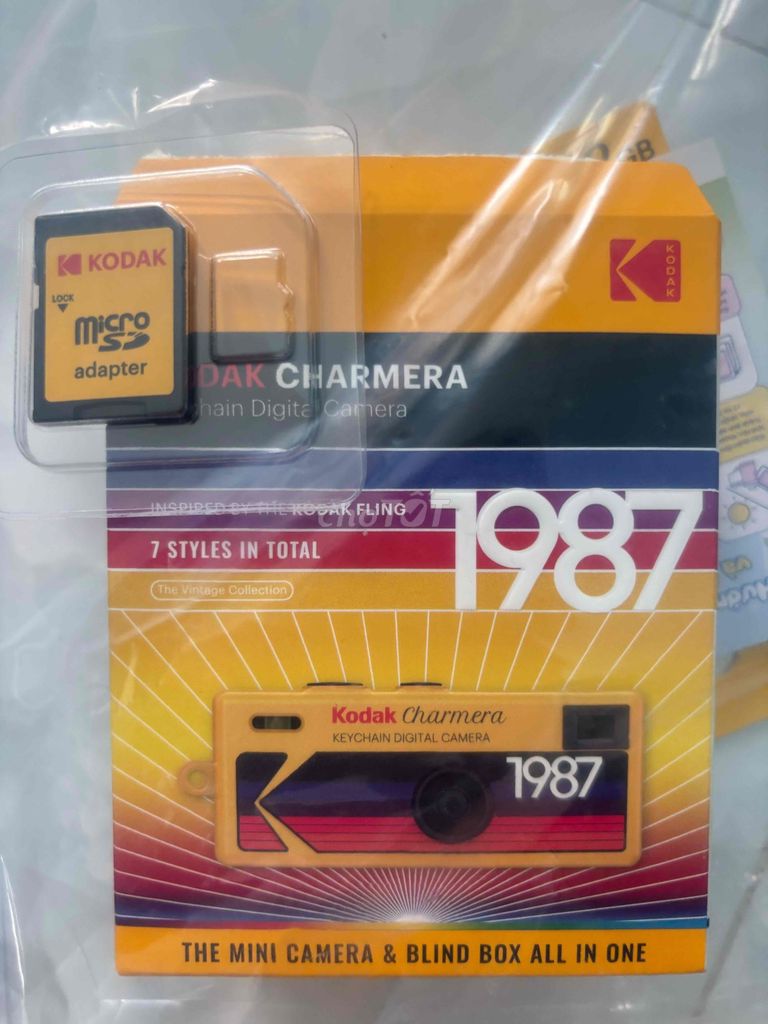 GB
KODAK
KODAK
LOCK
micro
SD
adapter
DAK CHARMERA
chain Digital Camera
INSPIRED BY THE KODAK FLING
chợTỐT
1987
7 STYLES IN TOTAL
The Vintage Collection
Kodak Charmera
KEYCHAIN DIGITAL CAMERA
1987
THE MINI CAMERA & BLIND BOX ALL IN ONE